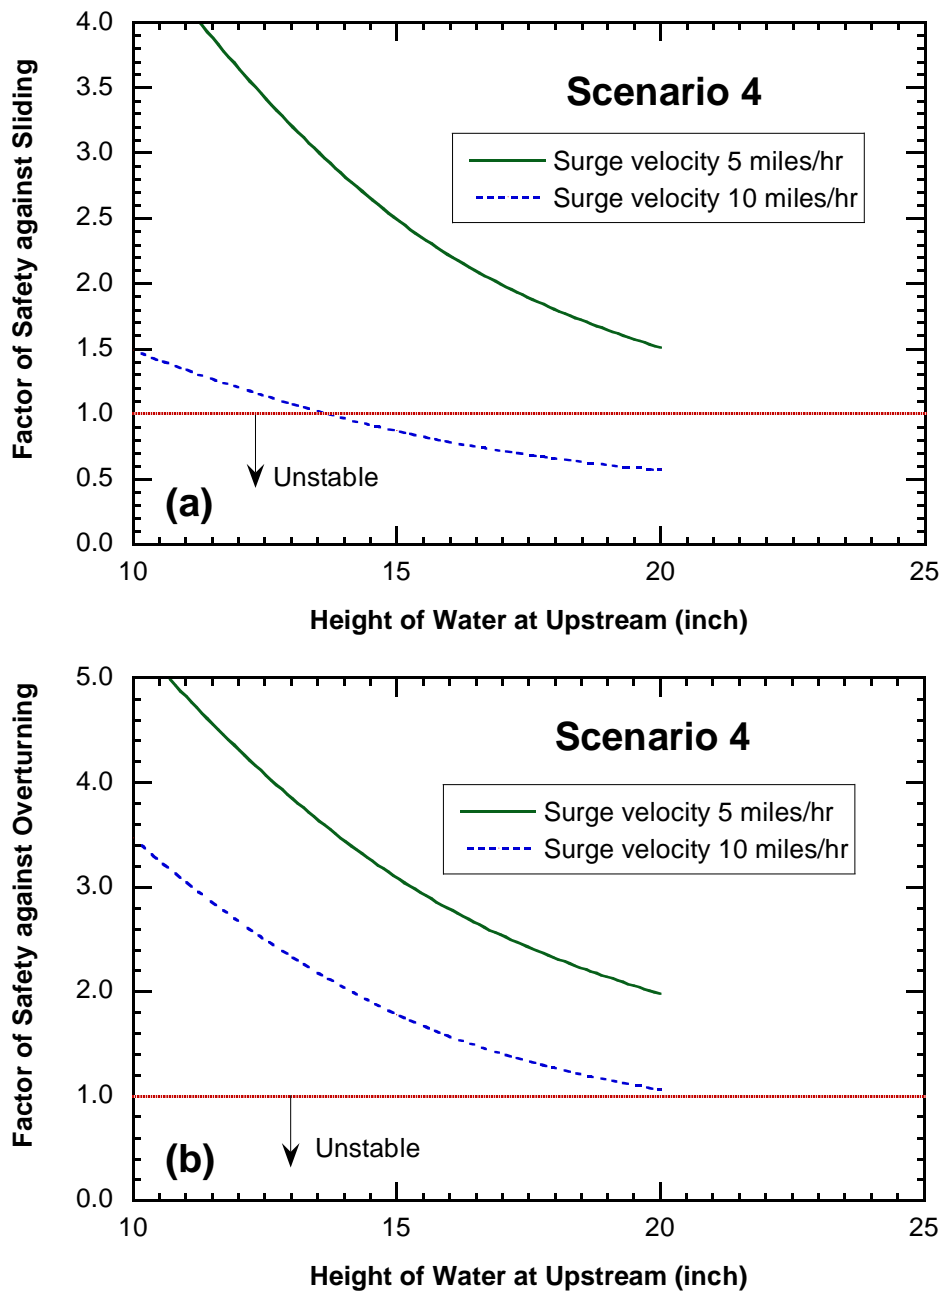 4.0
Scenario 4
3.5
Surge velocity 5 miles/hr
3.0
Surge velocity 10 miles/hr
2.5
2.0
1.5
1.0
Unstable
0.5
(a)
0.0
10 15 20 25
Factor of Safety against Sliding
Height of Water at Upstream (inch)
5.0
Scenario 4
4.0
Surge velocity 5 miles/hr
Surge velocity 10 miles/hr
3.0
2.0
1.0
Unstable
(b)
0.0
10 15 20 25
Factor of Safety against Overturning
Height of Water at Upstream (inch)